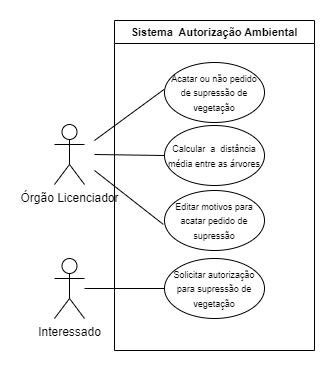 Sistema Autorização Ambiental
Acatar ou não pedido
de supressão de
vegetação
Calcular a distância
média entre as árvores
Órgão Licenciador
Editar motivos para
acatar pedido de
supressão
Solicitar autorização
para supressão de
vegetação
Interessado